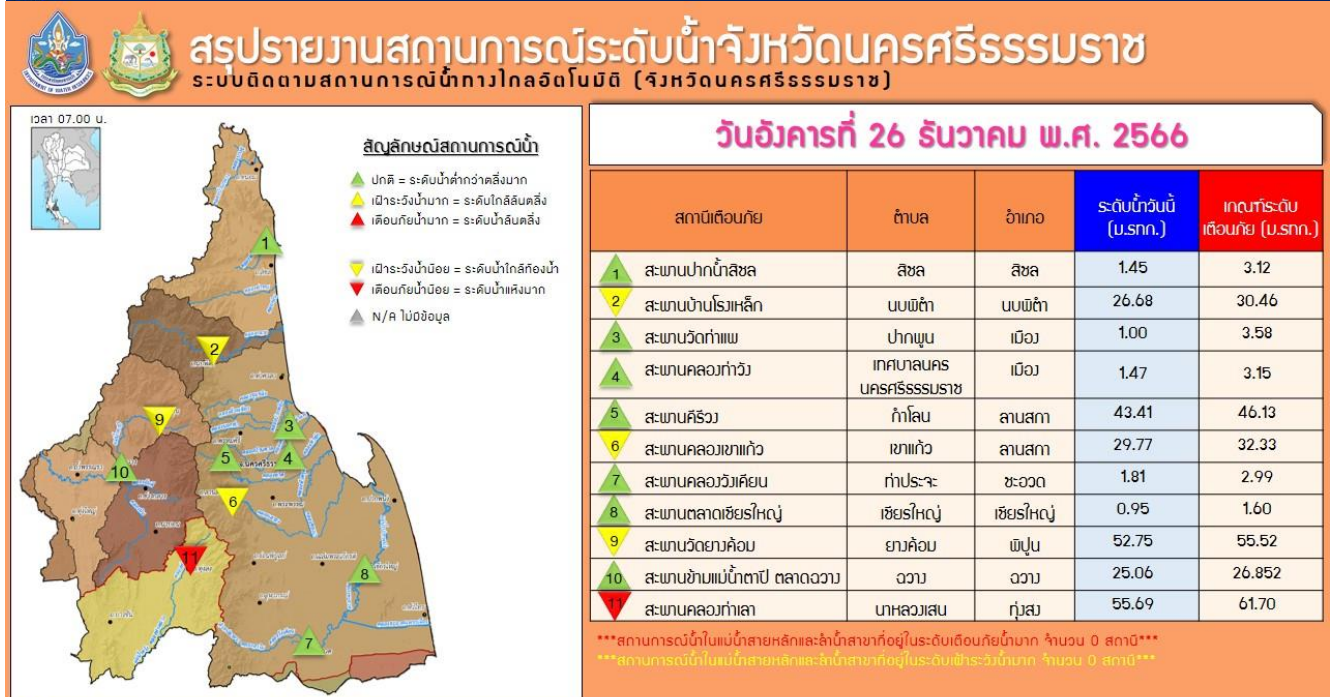 สรุปรายงานสถานการณ์ระดับน้ำจังหวัดนครศรีธรรมราช
ระบบติดตามสถานการณ์น้ำทางไกลอัตโนมัติ (จังหวัดนครศรีธรรมราช)
เวลา 07.00 น.
สัญลักษณ์สถานการณ์น้ำ
ปกติ = ระดับน้ำต่ำกว่าตลิ่งมาก
เฝ้าระวังน้ำมาก = ระดับใกล้ล้นตลิ่ง
เตือนภัยน้ำมาก = ระดับน้ำล้นตลิ่ง
เฝ้าระวังน้ำน้อย = ระดับน้ำใกล้ท้องน้ำ
เตือนภัยน้ำน้อย = ระดับน้ำแห้งมาก
N/A ไม่มีข้อมูล
1
2
9
3
5 4
10
6
11
8
7
วันอังคารที่ 26 ธันวาคม พ.ศ. 2566
สถานีเตือนภัย ตำบล อำเภอ ระดับน้ำวันนี้ (ม.รทก.) เกณฑ์ระดับเตือนภัย (ม.รทก.)
1 สะพานปากน้ำสิชล สิชล สิชล 1.45 3.12
2 สะพานบ้านโรงเหล็ก นบพิตำ นบพิตำ 26.68 30.46
3 สะพานวัดท่าแพ ปากพูน เมือง 1.00 3.58
4 สะพานคลองท่าวัง เทศบาลนครนครศรีธรรมราช เมือง 1.47 3.15
5 สะพานคีรีวง กำโลน ลานสกา 43.41 46.13
6 สะพานคลองเขาแก้ว เขาแก้ว ลานสกา 29.77 32.33
7 สะพานคลองวังเคียน ท่าประจะ ชะอวด 1.81 2.99
8 สะพานตลาดเชียรใหญ่ เชียรใหญ่ เชียรใหญ่ 0.95 1.60
9 สะพานวัดยางค้อม ยางค้อม พิปูน 52.75 55.52
10 สะพานข้ามแม่น้ำตาปี ตลาดฉวาง ฉวาง ฉวาง 25.06 26.852
11 สะพานคลองท่าเลา นาหลวงเสน ทุ่งสง 55.69 61.70
***สถานการณ์น้ำในแม่น้ำสายหลักและลำน้ำสาขาที่อยู่ในระดับเตือนภัยน้ำมาก จำนวน 0 สถานี***
***สถานการณ์น้ำในแม่น้ำสายหลักและลำน้ำสาขาที่อยู่ในระดับเฝ้าระวังน้ำมาก จำนวน 0 สถานี***